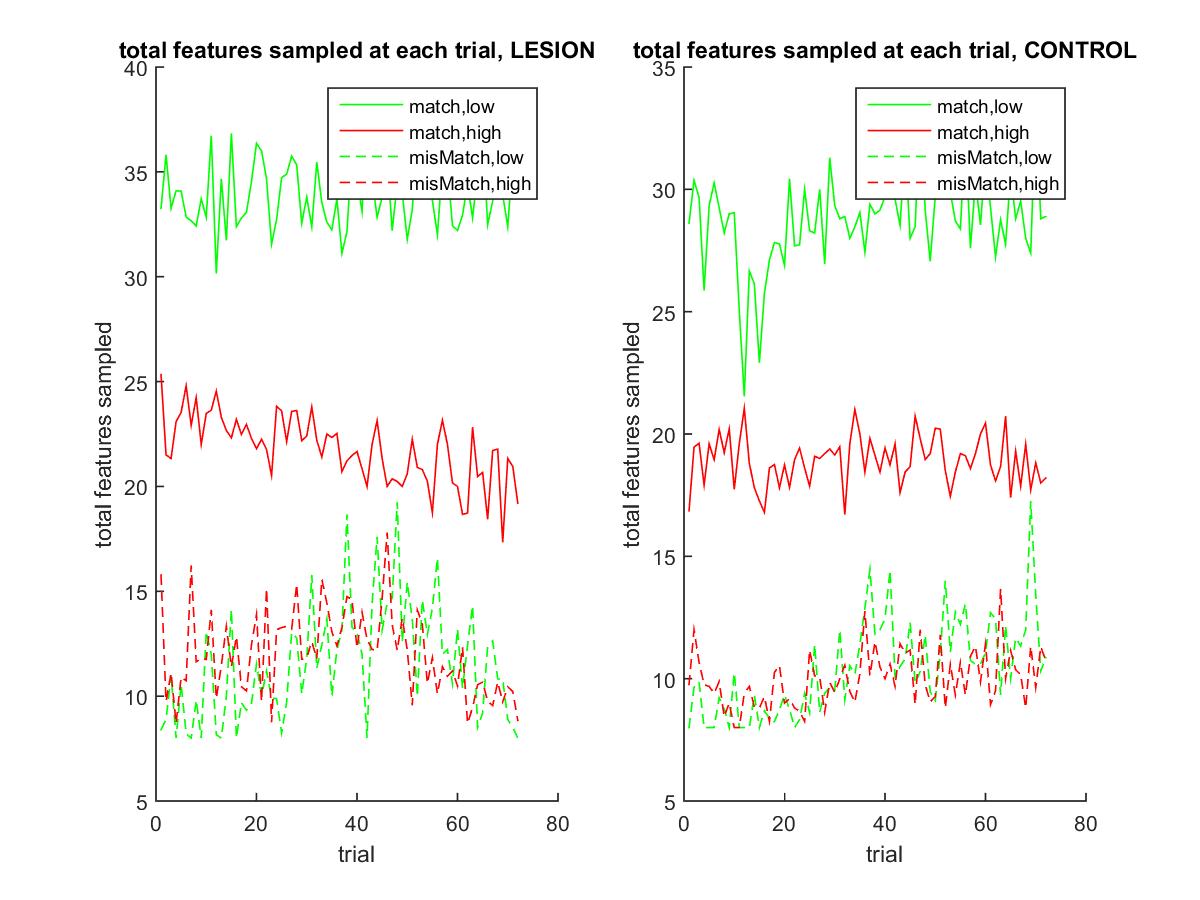 total features sampled at each trial, LESION
40
35
30
25
20
15
10
5
0
20
40
60
80
total features sampled
trial
match,low
match,high
misMatch,low
misMatch,high
total features sampled at each trial, CONTROL
35
30
25
20
15
10
5
0
20
40
60
80
total features sampled
trial
match,low
match,high
misMatch,low
misMatch,high